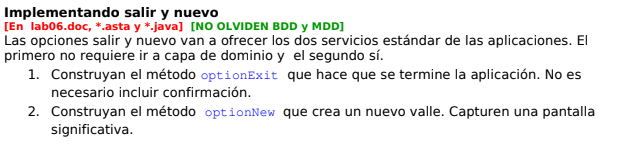 Implementando salir y nuevo
[En lab06.doc, *.asta y *.java] [NO OLVIDEN BDD y MDD]
Las opciones salir y nuevo van a ofrecer los dos servicios estándar de las aplicaciones. El
primero no requiere ir a capa de dominio y el segundo sí.
1. Construyan el método optionExit que hace que se termine la aplicación. No es
necesario incluir confirmación.
2. Construyan el método optionNew que crea un nuevo valle. Capturen una pantalla
significativa.